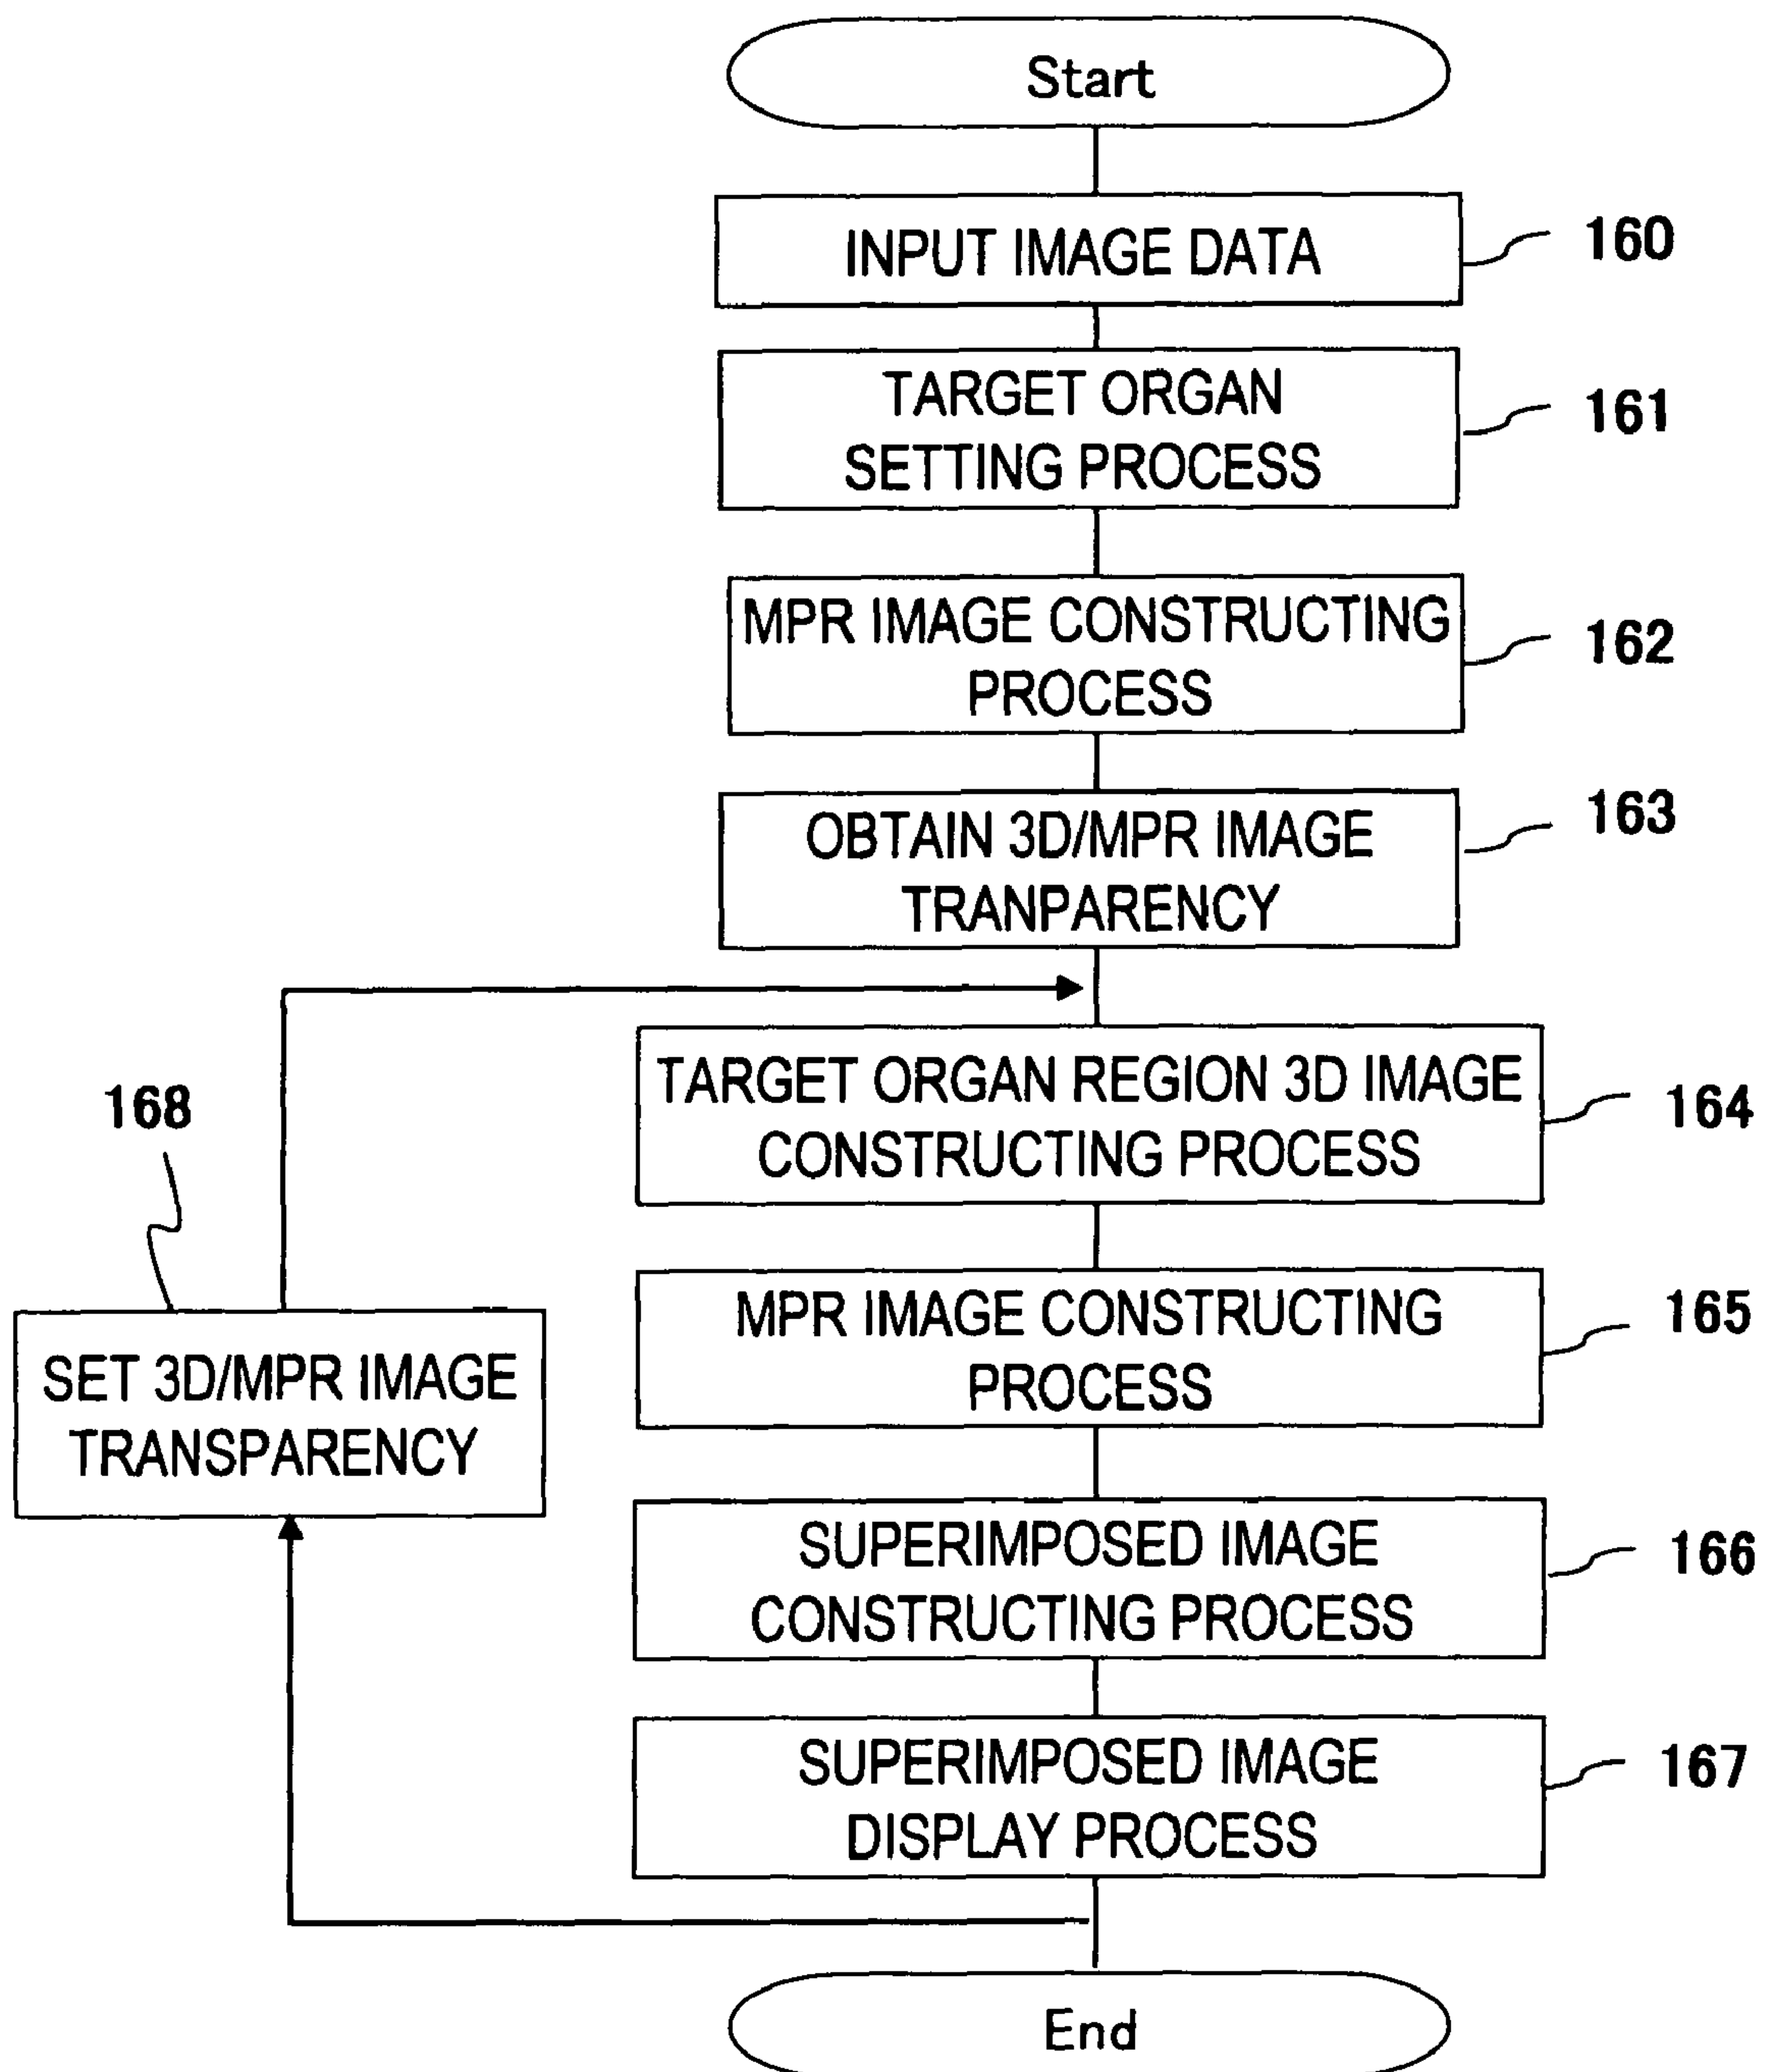 Start
INPUT IMAGE DATA
160
TARGET ORGAN
SETTING PROCESS
161
MPR IMAGE CONSTRUCTING
PROCESS
162
OBTAIN 3D/MPR IMAGE
TRANPARENCY
163
TARGET ORGAN REGION 3D IMAGE
CONSTRUCTING PROCESS
164
168
MPR IMAGE CONSTRUCTING
PROCESS
165
SET 3D/MPR IMAGE
TRANSPARENCY
SUPERIMPOSED IMAGE
CONSTRUCTING PROCESS
166
SUPERIMPOSED IMAGE
DISPLAY PROCESS
167
End